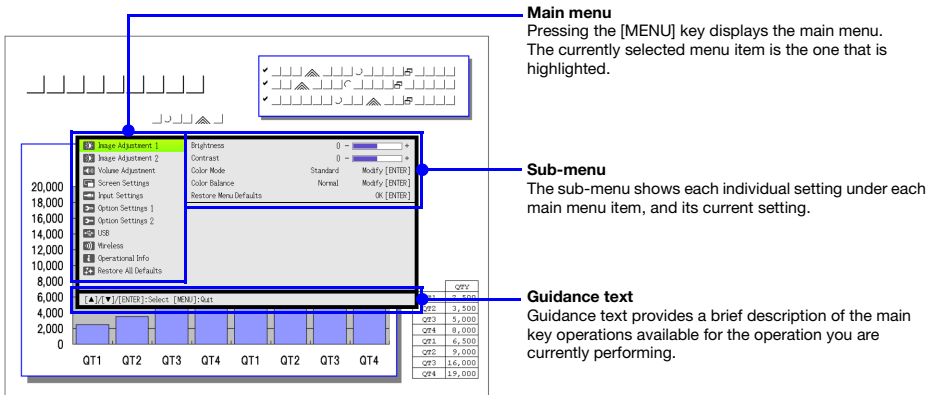 Main menu
Pressing the [MENU] key displays the main menu.
The currently selected menu item is the one that is
highlighted.
Image Adjustment 1
Image Adjustment 2
Volume Adjustment
Screen Settings
Input Settings
Option Settings 1
Option Settings 2
USB
Wireless
Operational Info
Restore All Defaults
Brightness 0 - +
Contrast 0 - +
Color Mode Standard Modify [ENTER]
Color Balance Normal Modify [ENTER]
Restore Menu Defaults OK [ENTER]
[▲]/[▼]/[ENTER]:Select [MENU]:Quit
Sub-menu
The sub-menu shows each individual setting under each
main menu item, and its current setting.
Guidance text
Guidance text provides a brief description of the main
key operations available for the operation you are
currently performing.
20,000
18,000
16,000
14,000
12,000
10,000
8,000
6,000
4,000
2,000
0
QT1 QT2 QT3 QT4 QT1 QT2 QT3 QT4
QTY
QT2 3,500
QT3 5,000
QT4 8,000
QT1 6,500
QT2 9,000
QT3 16,000
QT4 19,000